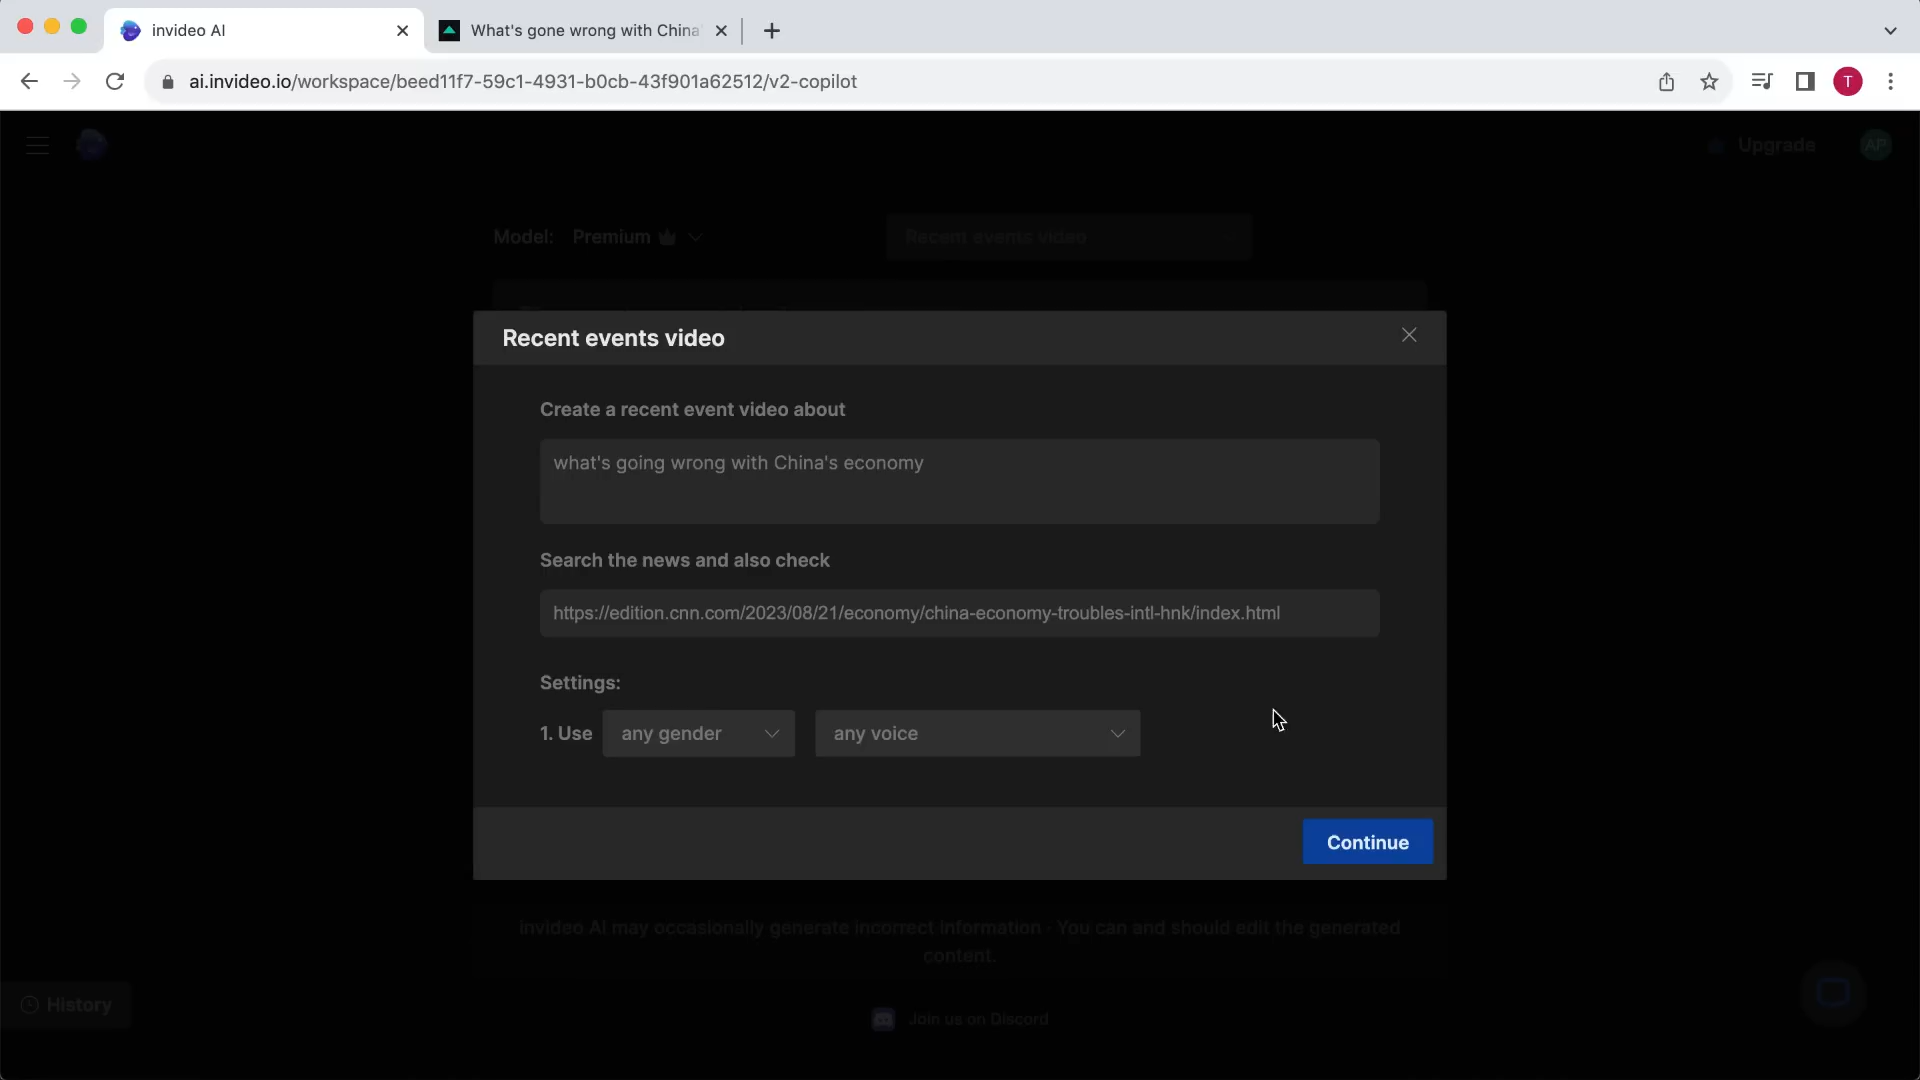 invideo AI
What's gone wrong with China'
ai.invideo.io/workspace/beed11f7-59c1-4931-b0cb-43f901a62512/v2-copilot
T
Upgrade
AP
Model: Premium
Recent events video
Recent events video
Create a recent event video about
what's going wrong with China's economy
Search the news and also check
https://edition.cnn.com/2023/08/21/economy/china-economy-troubles-intl-hnk/index.html
Settings:
1. Use any gender any voice
Continue
invideo AI may occasionally generate incorrect information · You can and should edit the generated
content.
History
Join us on Discord